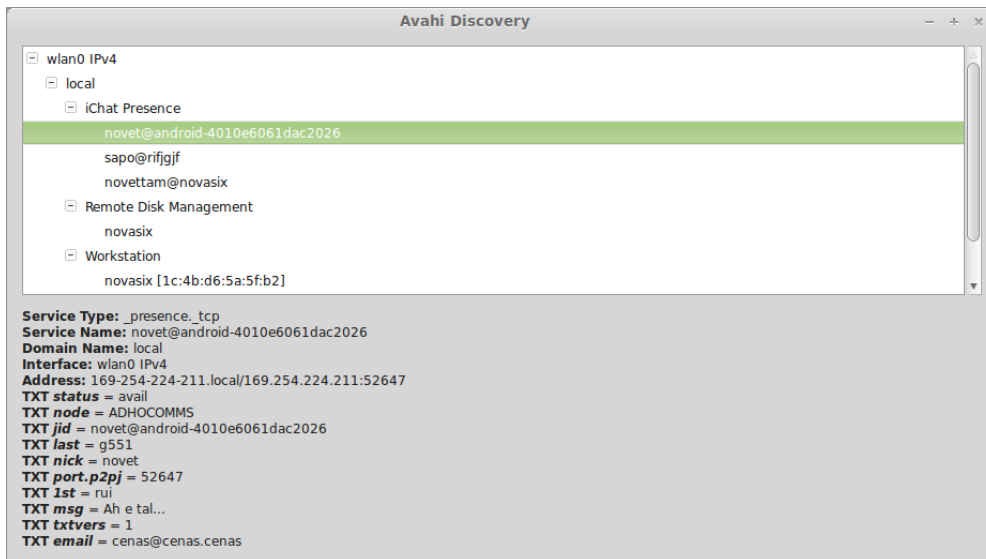 Avahi Discovery
wlan0 IPv4
local
iChat Presence
novet@android-4010e6061dac2026
sapo@rifjgjf
novettam@novasix
Remote Disk Management
novasix
Workstation
novasix [1c:4b:d6:5a:5f:b2]
Service Type: _presence._tcp
Service Name: novet@android-4010e6061dac2026
Domain Name: local
Interface: wlan0 IPv4
Address: 169-254-224-211.local/169.254.224.211:52647
TXT status = avail
TXT node = ADHOCOMMS
TXT jid = novet@android-4010e6061dac2026
TXT last = g551
TXT nick = novet
TXT port.p2pj = 52647
TXT 1st = rui
TXT msg = Ah e tal...
TXT txtvers = 1
TXT email = cenas@cenas.cenas